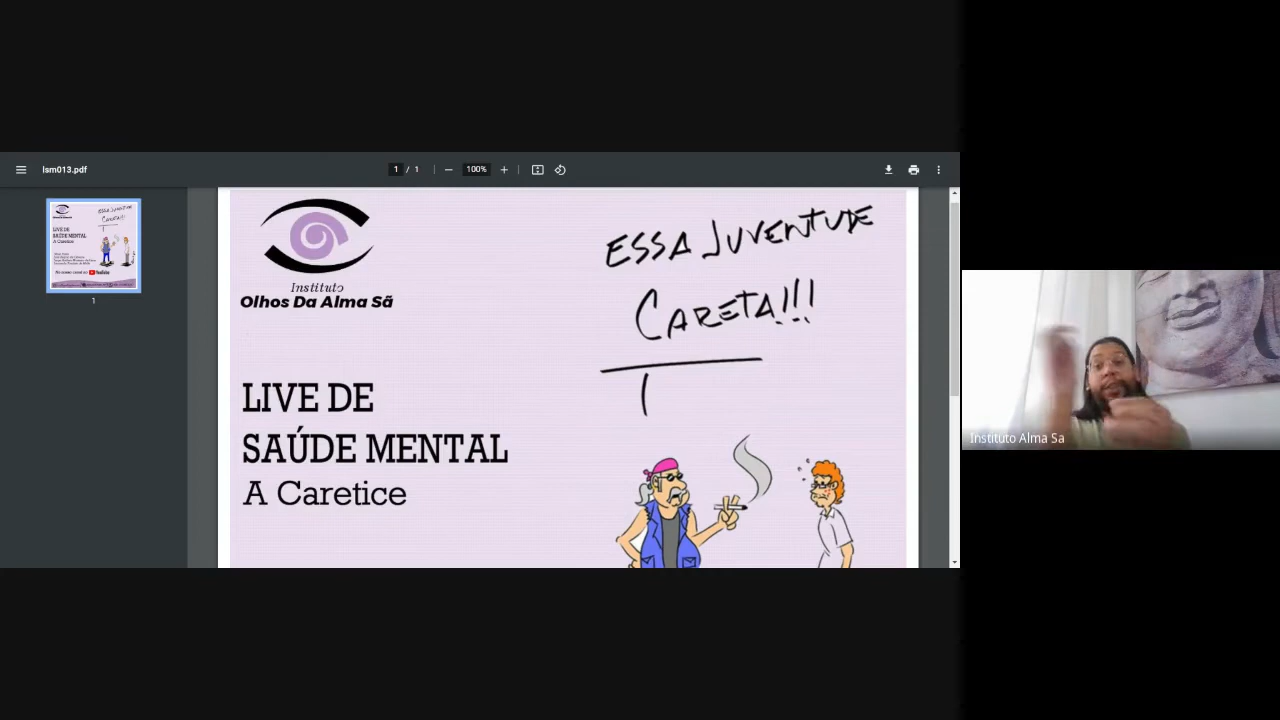 lsm013.pdf
1 / 1
100%
Instituto
Olhos Da Alma Sã
ESSA JUVENTUDE
CARETA!!!
LIVE DE
SAÚDE MENTAL
A Caretice
1
Instituto Alma Sa